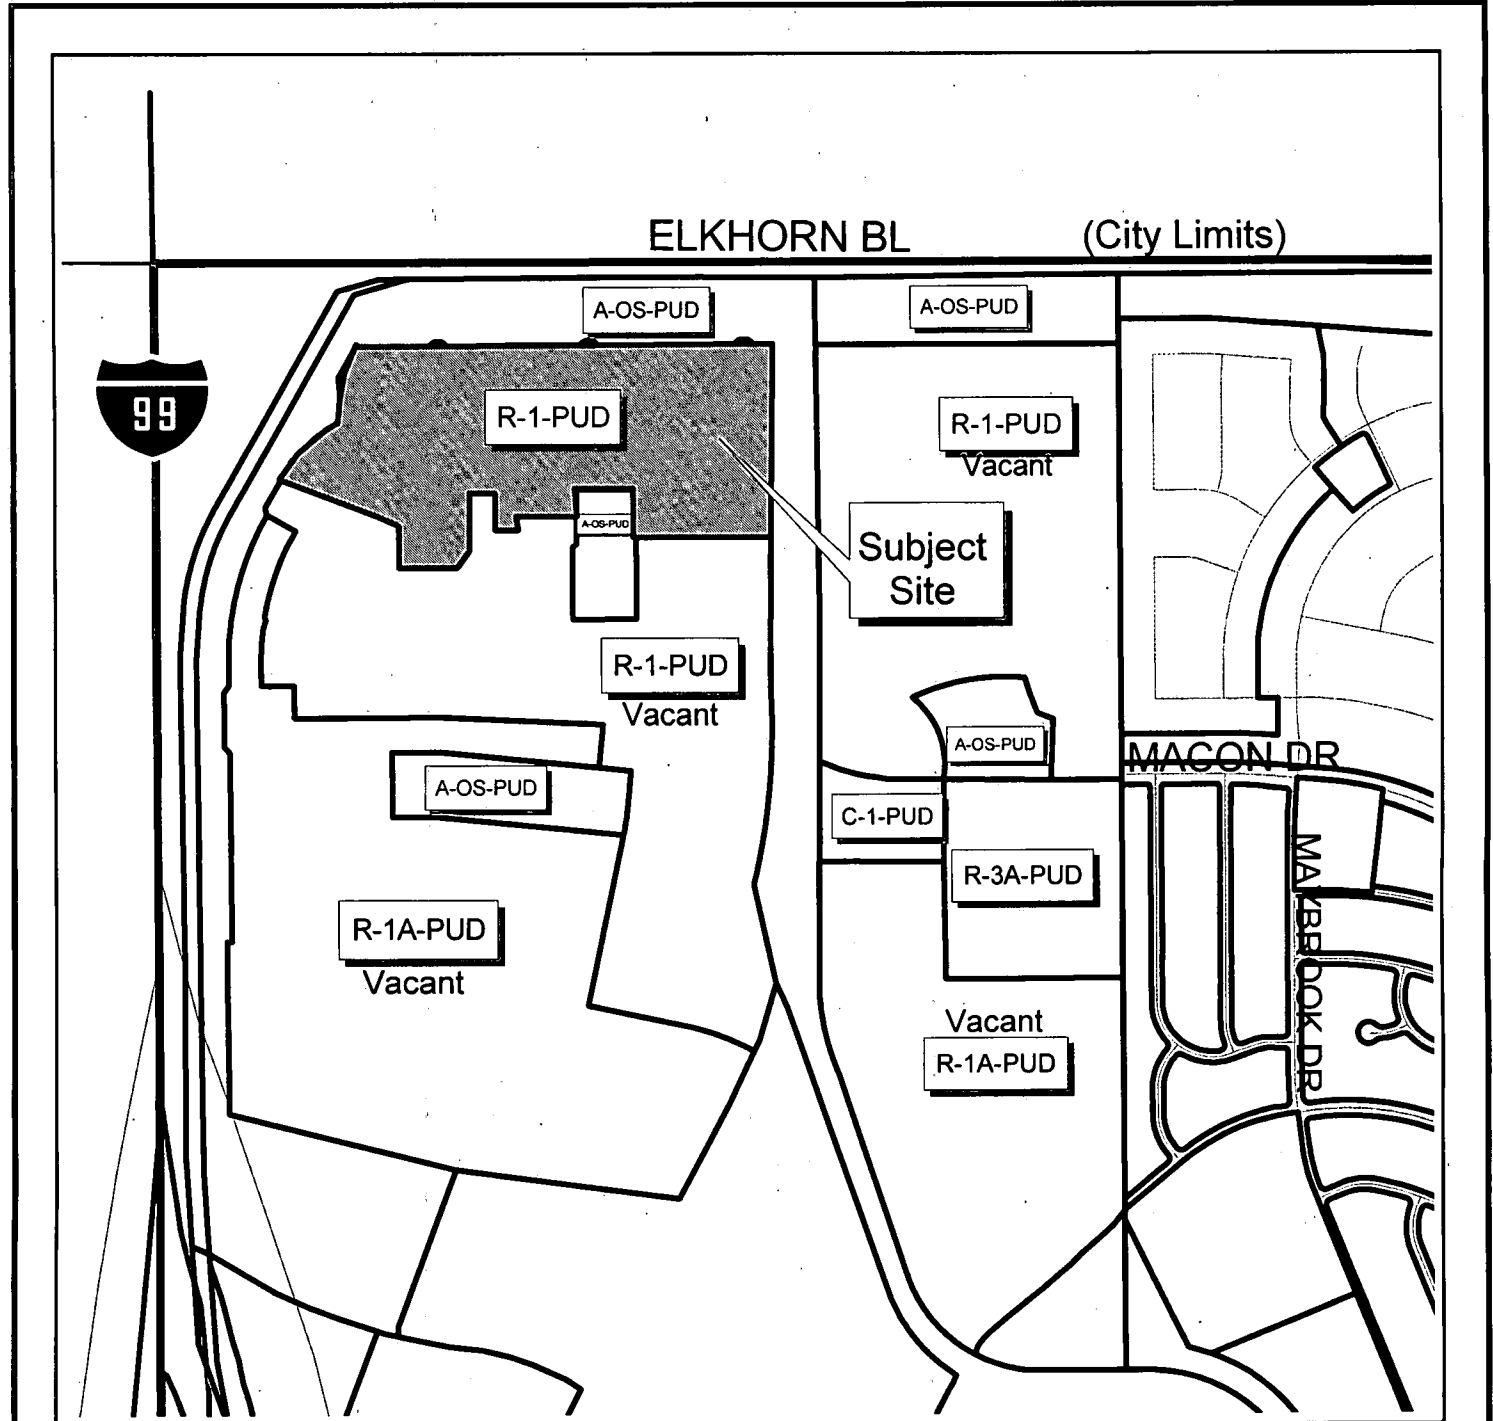 ELKHORN BL (City Limits)
A-OS-PUD
A-OS-PUD
99
R-1-PUD
R-1-PUD
Vacant
A-OS-PUD
Subject
Site
R-1-PUD
Vacant
A-OS-PUD
MACON DR
A-OS-PUD
C-1-PUD
R-3A-PUD
MAYBROOK DR
R-1A-PUD
Vacant
Vacant
R-1A-PUD